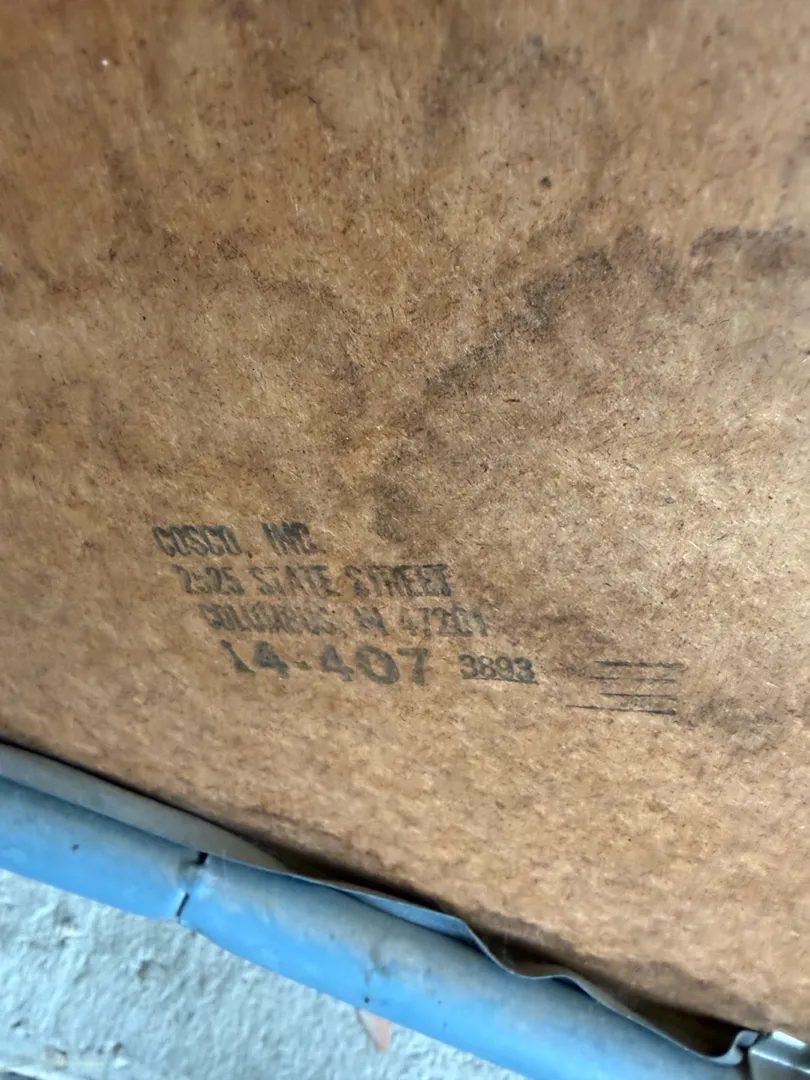 COSCO, INC.
2525 STATE STREET
COLUMBUS, IN 47201
14-407 3893